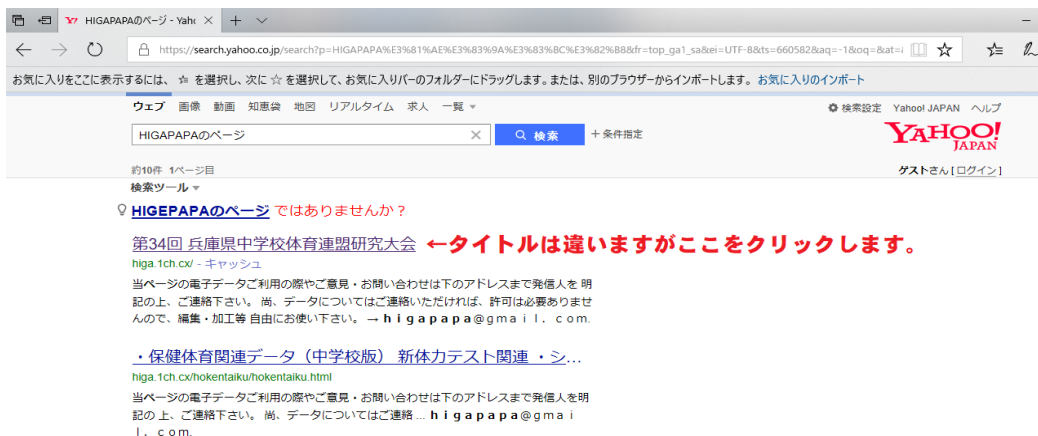 HIGAPAPAのページ - Yaho
https://search.yahoo.co.jp/search?p=HIGAPAPA%E3%81%AE%E3%83%9A%E3%83%BC%E3%82%B8&fr=top_ga1_sa&ei=UTF-8&ts=660582&aq=-1&oq=&at=
お気に入りをここに表示するには、☆ を選択し、次に ☆ を選択して、お気に入りバーのフォルダーにドラッグします。または、別のブラウザーからインポートします。 お気に入りのインポート
ウェブ 画像 動画 知恵袋 地図 リアルタイム 求人 一覧 検索設定 Yahoo! JAPAN ヘルプ
HIGAPAPAのページ × 検索 +条件指定 YAHOO! JAPAN
約10件 1ページ目 ゲストさん [ログイン]
検索ツール
HIGEPAPAのページ ではありませんか？
第34回 兵庫県中学校体育連盟研究大会 ←タイトルは違いますがここをクリックします。
higa.1ch.cx/ - キャッシュ
当ページの電子データご利用の際やご意見・お問い合わせは下のアドレスまで発信人を 明
記の上、ご連絡下さい。 尚、データについてはご連絡いただければ、許可は必要ありませ
んので、編集・加工等 自由にお使い下さい。 → ｈｉｇａｐａｐａ@ｇｍａｉｌ．ｃｏｍ.
・保健体育関連データ（中学校版） 新体力テスト関連 ・シ...
higa.1ch.cx/hokentaiku/hokentaiku.html
当ページの電子データご利用の際やご意見・お問い合わせは下のアドレスまで発信人を明
記の 上、ご連絡下さい。 尚、データについてはご連絡 ... ｈｉｇａｐａｐａ@ｇｍａｉ
ｌ．ｃｏｍ.